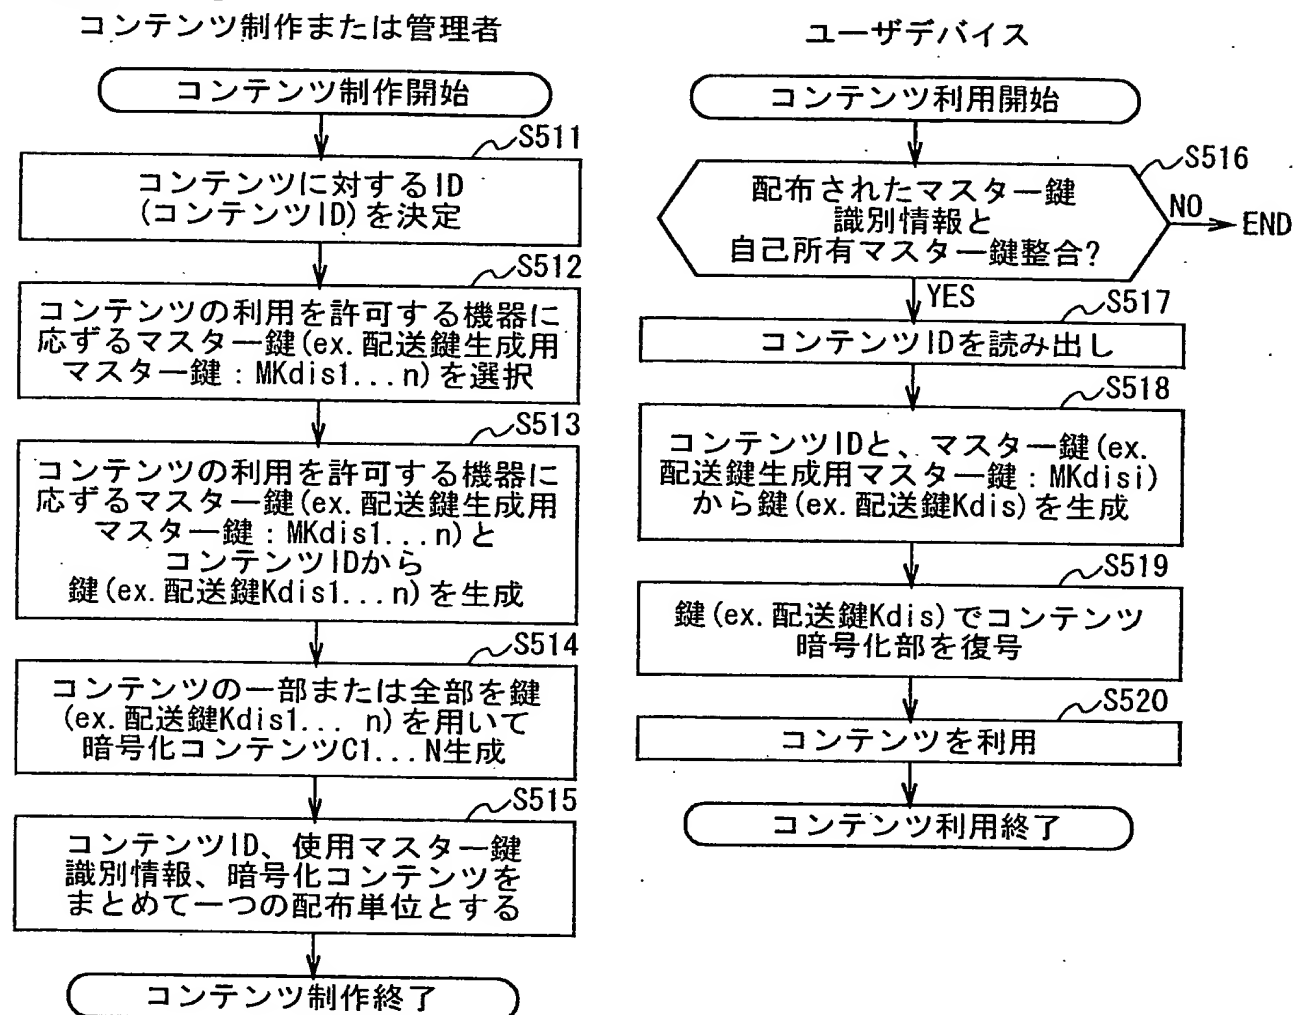 コンテンツ制作または管理者
コンテンツ制作開始
S511
コンテンツに対するID
(コンテンツID)を決定
S512
コンテンツの利用を許可する機器に
応ずるマスター鍵(ex.配送鍵生成用
マスター鍵:MKdis1...n)を選択
S513
コンテンツの利用を許可する機器に
応ずるマスター鍵(ex.配送鍵生成用
マスター鍵:MKdis1...n)と
コンテンツIDから
鍵(ex.配送鍵Kdis1...n)を生成
S514
コンテンツの一部または全部を鍵
(ex.配送鍵Kdis1... n)を用いて
暗号化コンテンツC1...N生成
S515
コンテンツID、使用マスター鍵
識別情報、暗号化コンテンツを
まとめて一つの配布単位とする
コンテンツ制作終了
ユーザデバイス
コンテンツ利用開始
S516
配布されたマスター鍵
識別情報と
自己所有マスター鍵整合?
NO
END
YES
S517
コンテンツIDを読み出し
S518
コンテンツIDと、マスター鍵(ex.
配送鍵生成用マスター鍵:MKdisi)
から鍵(ex.配送鍵Kdis)を生成
S519
鍵(ex.配送鍵Kdis)でコンテンツ
暗号化部を復号
S520
コンテンツを利用
コンテンツ利用終了